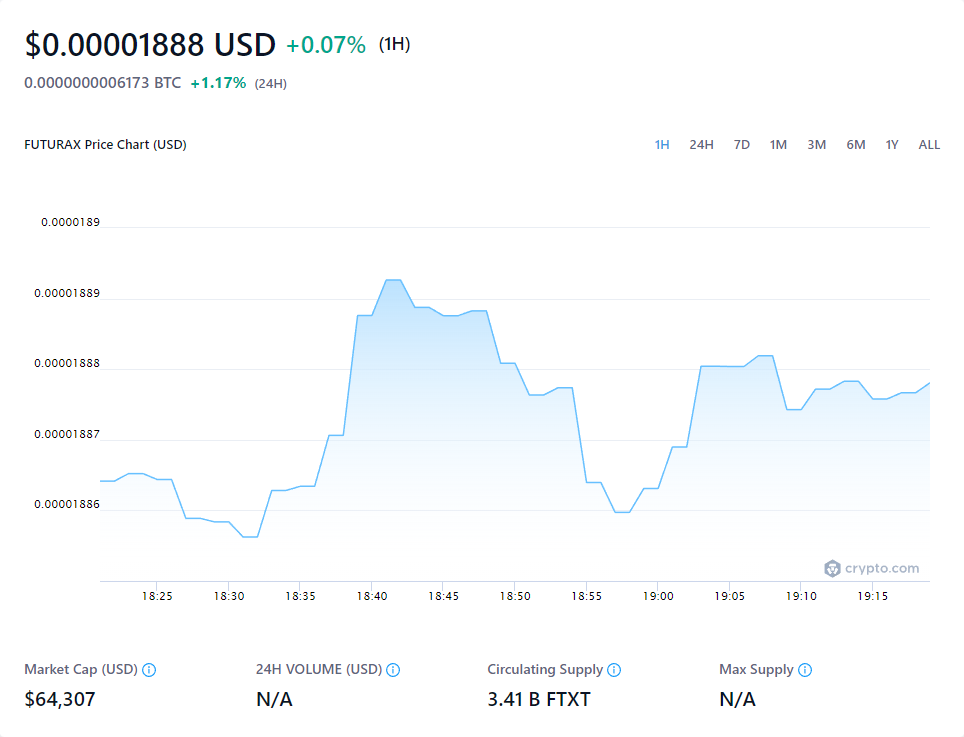 $0.00001888 USD +0.07% (1H)
0.0000000006173 BTC +1.17% (24H)
FUTURAX Price Chart (USD) 1H 24H 7D 1M 3M 6M 1Y ALL
0.0000189
0.00001889
0.00001888
0.00001887
0.00001886
crypto.com
18:25 18:30 18:35 18:40 18:45 18:50 18:55 19:00 19:05 19:10 19:15
Market Cap (USD) 24H VOLUME (USD) Circulating Supply Max Supply
$64,307 N/A 3.41 B FTXT N/A